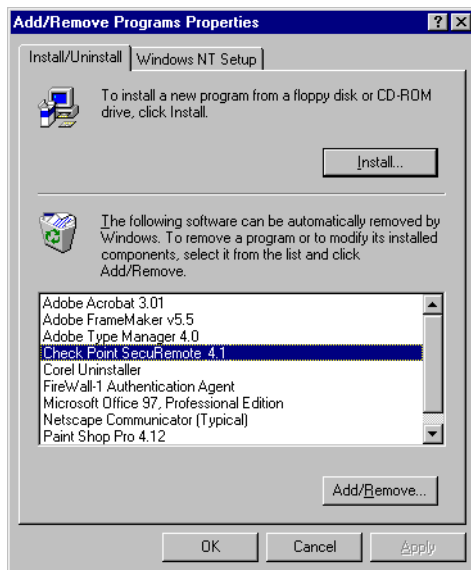 Add/Remove Programs Properties
Install/Uninstall
Windows NT Setup
To install a new program from a floppy disk or CD-ROM
drive, click Install.
Install...
The following software can be automatically removed by
Windows. To remove a program or to modify its installed
components, select it from the list and click
Add/Remove.
Adobe Acrobat 3.01
Adobe FrameMaker v5.5
Adobe Type Manager 4.0
Check Point SecuRemote 4.1
Corel Uninstaller
FireWall-1 Authentication Agent
Microsoft Office 97, Professional Edition
Netscape Communicator (Typical)
Paint Shop Pro 4.12
Add/Remove...
OK
Cancel
Apply